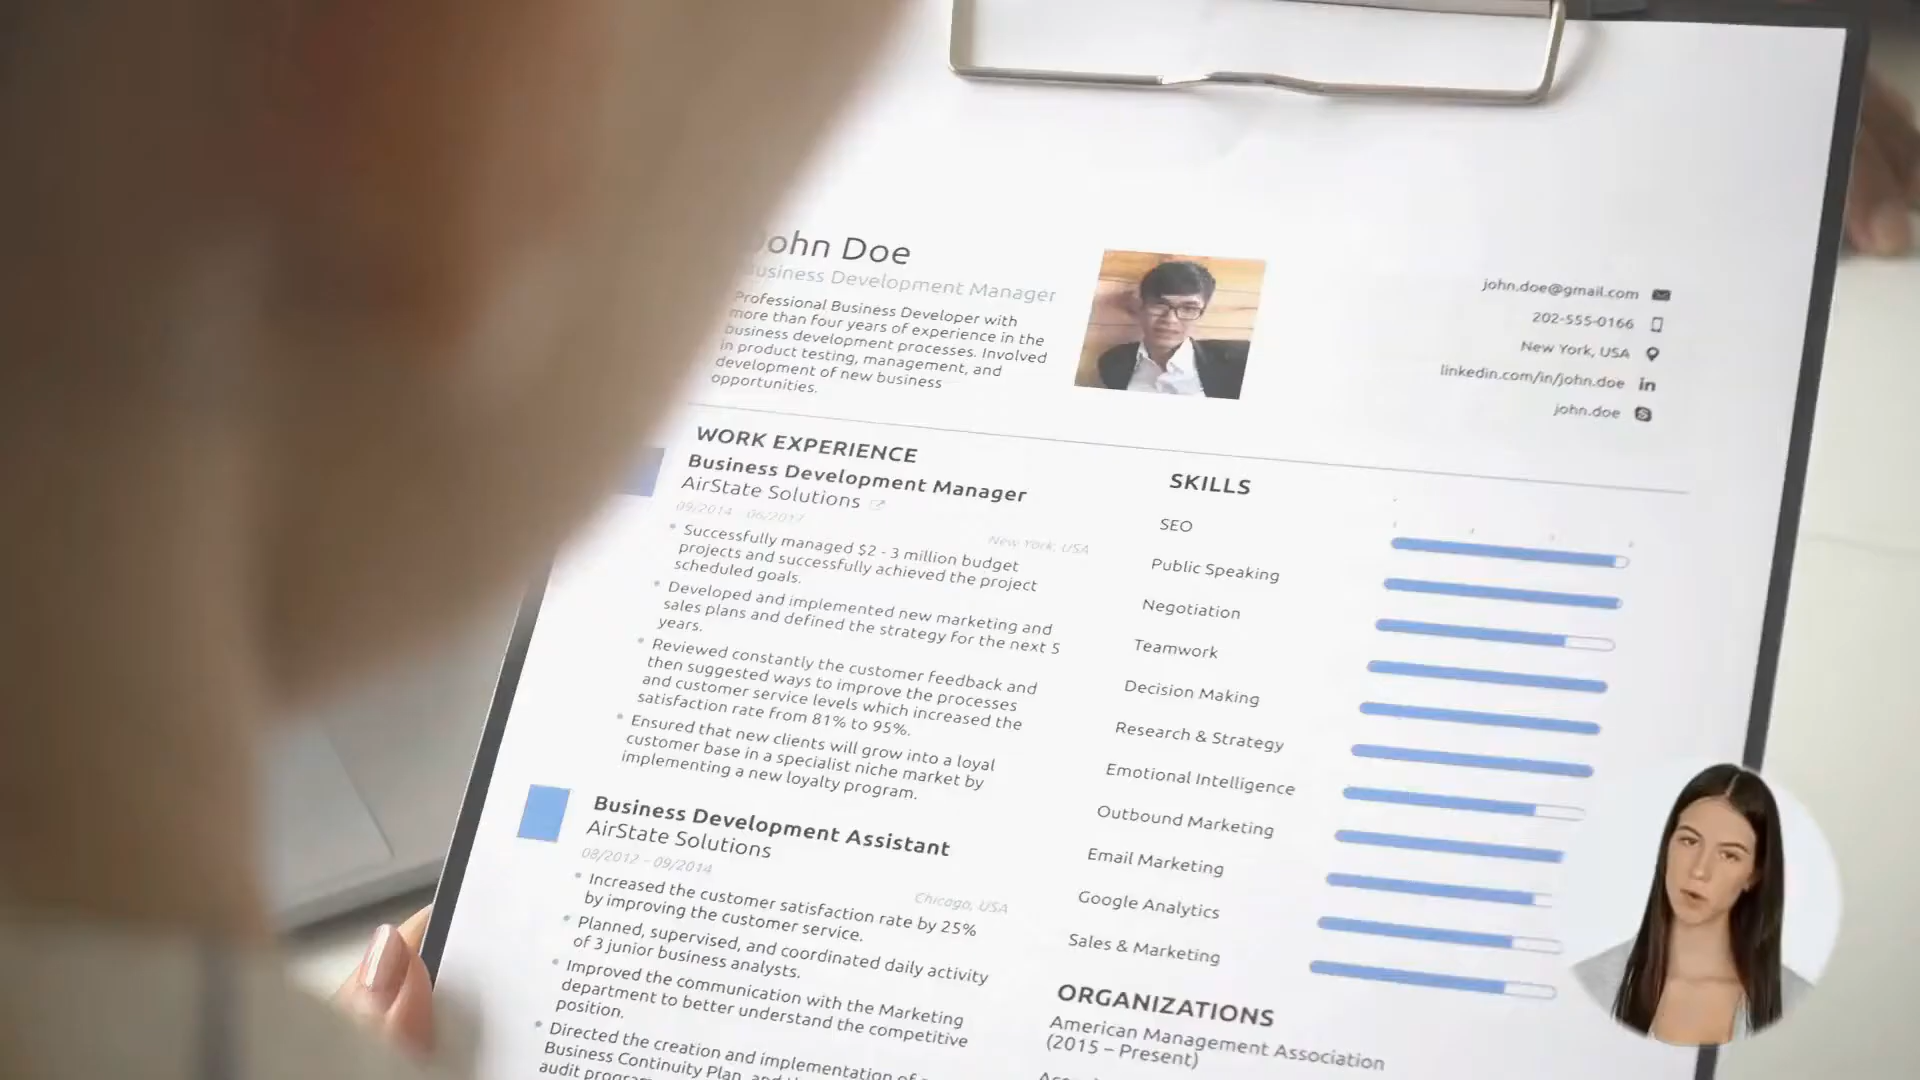 John Doe
Business Development Manager
Professional Business Developer with
more than four years of experience in the
business development processes. Involved
in product testing, management, and
development of new business
opportunities.
john.doe@gmail.com
202-555-0166
New York, USA
linkedin.com/in/john.doe
in
john.doe
WORK EXPERIENCE
Business Development Manager
AirState Solutions
09/2014 - 06/2017
New York, USA
Successfully managed $2 - 3 million budget
projects and successfully achieved the project
scheduled goals.
Developed and implemented new marketing and
sales plans and defined the strategy for the next 5
years.
Reviewed constantly the customer feedback and
then suggested ways to improve the processes
and customer service levels which increased the
satisfaction rate from 81% to 95%.
Ensured that new clients will grow into a loyal
customer base in a specialist niche market by
implementing a new loyalty program.
Business Development Assistant
AirState Solutions
08/2012 - 09/2014
Chicago, USA
Increased the customer satisfaction rate by 25%
by improving the customer service.
Planned, supervised, and coordinated daily activity
of 3 junior business analysts.
Improved the communication with the Marketing
department to better understand the competitive
position.
Directed the creation and implementation of
Business Continuity Plan, and
audit
SKILLS
SEO
Public Speaking
Negotiation
Teamwork
Decision Making
Research & Strategy
Emotional Intelligence
Outbound Marketing
Email Marketing
Google Analytics
Sales & Marketing
ORGANIZATIONS
American Management Association
(2015 – Present)